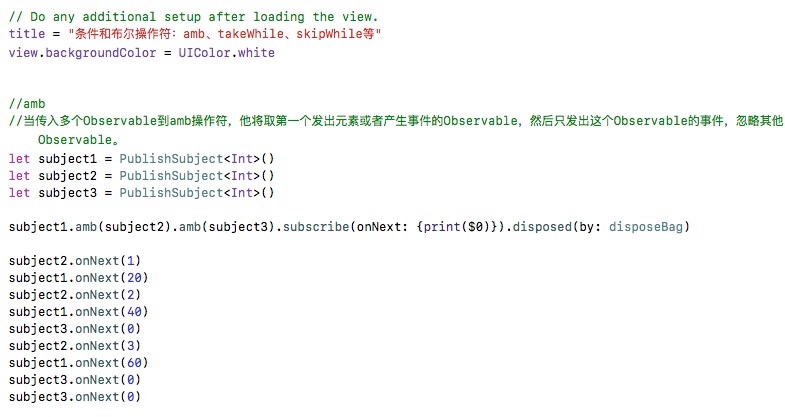 // Do any additional setup after loading the view.
title = "条件和布尔操作符：amb、takeWhile、skipWhile等"
view.backgroundColor = UIColor.white
//amb
//当传入多个Observable到amb操作符，他将取第一个发出元素或者产生事件的Observable，然后只发出这个Observable的事件，忽略其他
Observable。
let subject1 = PublishSubject<Int>()
let subject2 = PublishSubject<Int>()
let subject3 = PublishSubject<Int>()
subject1.amb(subject2).amb(subject3).subscribe(onNext: {print($0)}).disposed(by: disposeBag)
subject2.onNext(1)
subject1.onNext(20)
subject2.onNext(2)
subject1.onNext(40)
subject3.onNext(0)
subject2.onNext(3)
subject1.onNext(60)
subject3.onNext(0)
subject3.onNext(0)